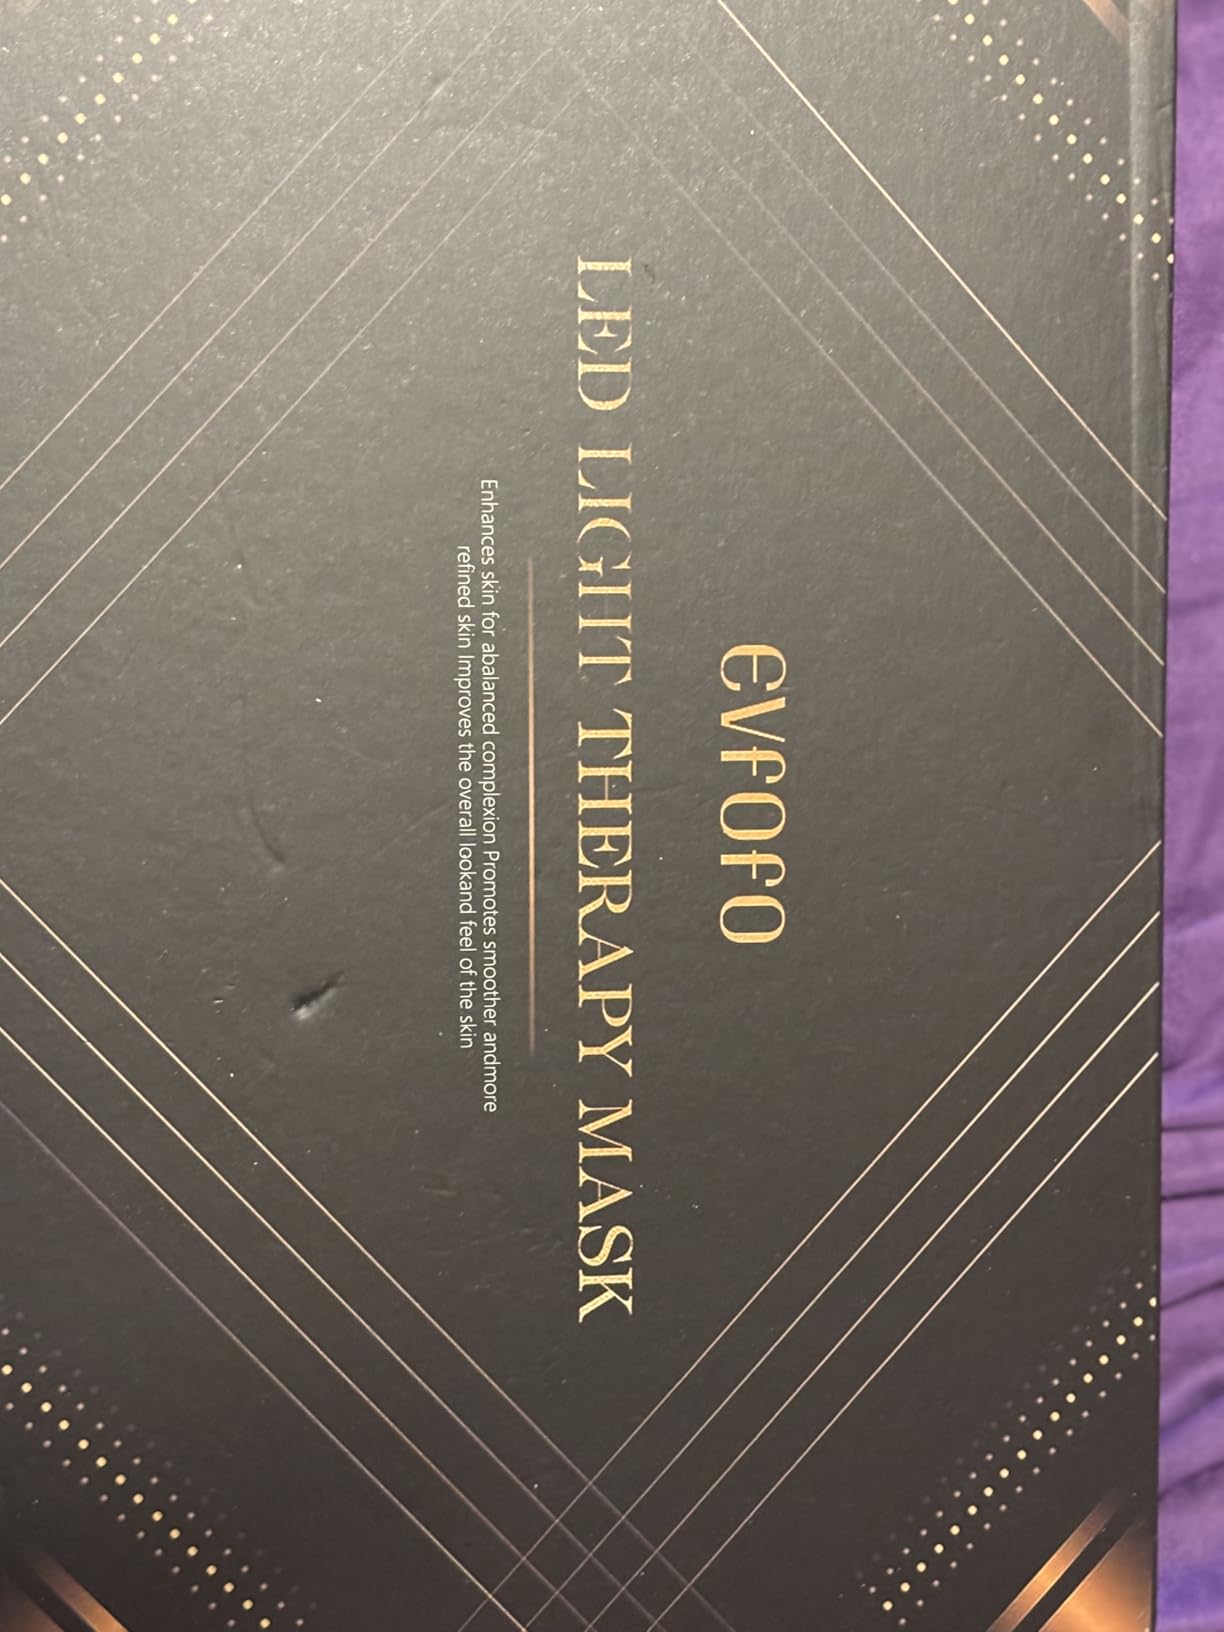 evfofo
LED LIGHT THERAPY MASK
Enhances skin for abalanced complexion Promotes smoother andmore
refined skin Improves the overall lookand feel of the skin